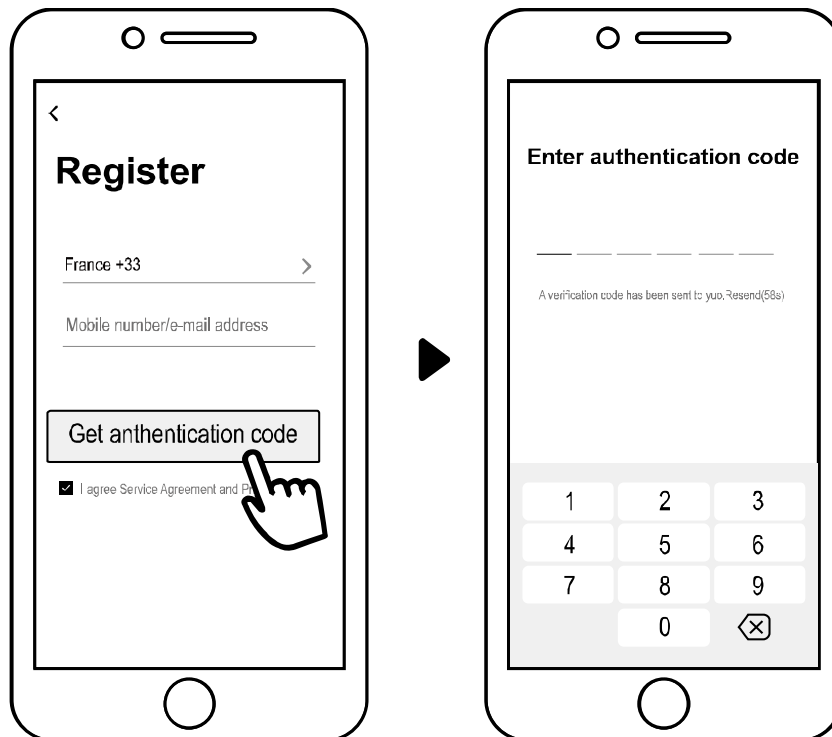 Register
France +33
Mobile number/e-mail address
Get anthentication code
I agree Service Agreement and
Enter authentication code
A verification code has been sent to yuo.Resend(58s)
1 2 3
4 5 6
7 8 9
0